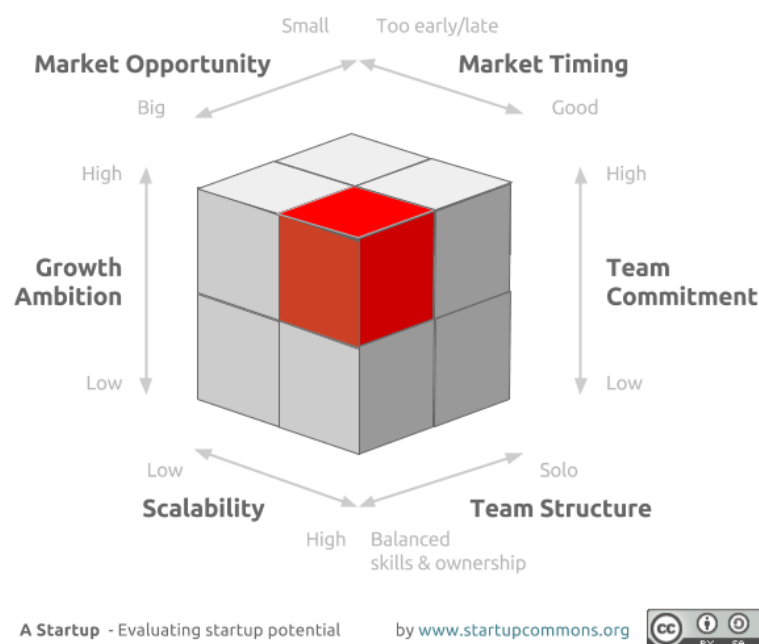 Small Too early/late
Market Opportunity Market Timing
Big Good
High High
Growth Team
Ambition Commitment
Low Low
Low Solo
Scalability Team Structure
High Balanced
skills & ownership
A Startup - Evaluating startup potential by www.startupcommons.org
cc